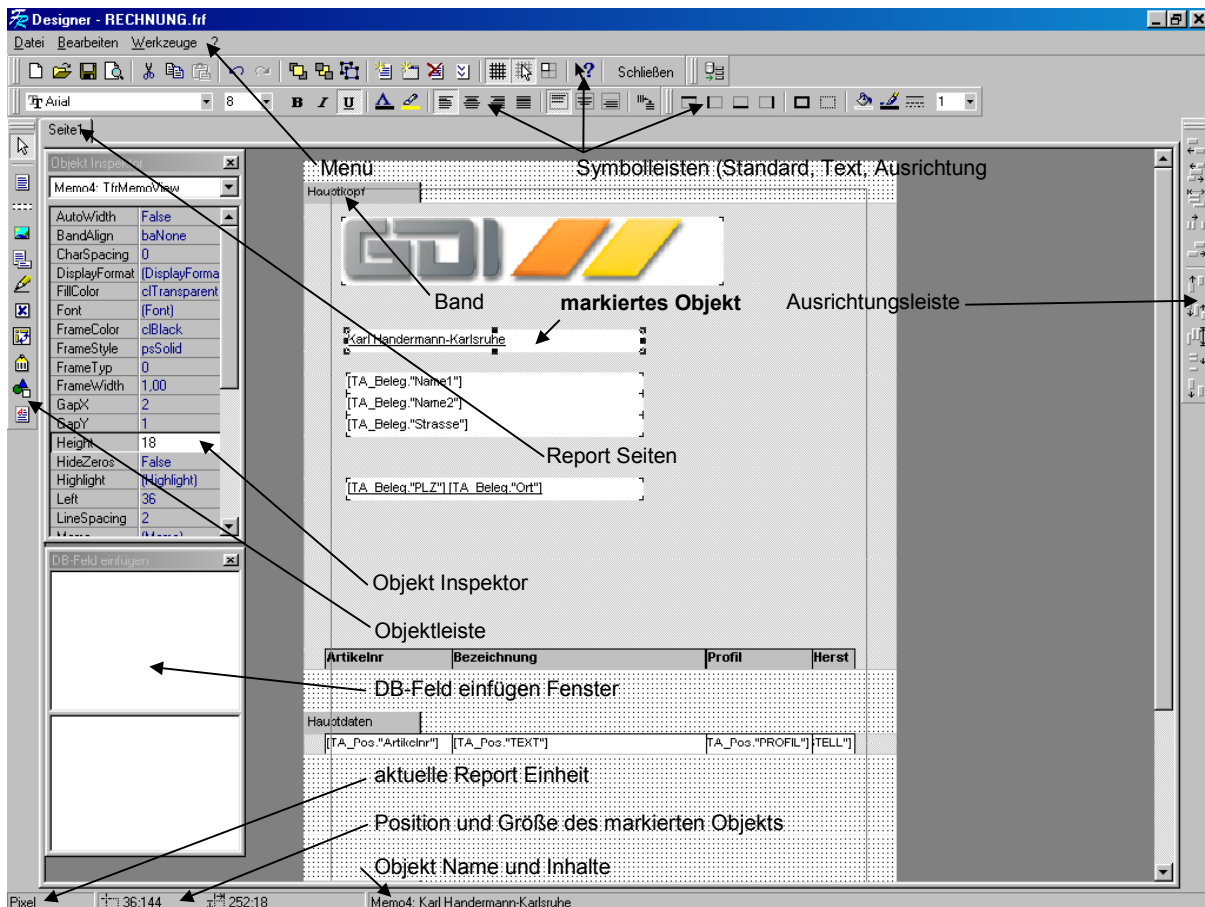 Designer - RECHNUNG.frf
Datei Bearbeiten Werkzeuge ?
Schließen
Arial 8 B I U 1
Seite1
Objekt Inspektor
Memo4: TfrMemoView
AutoWidth False
BandAlign baNone
CharSpacing 0
DisplayFormat (DisplayForma
FillColor clTransparent
Font (Font)
FrameColor clBlack
FrameStyle psSolid
FrameTyp 0
FrameWidth 1,00
GapX 2
GapY 1
Height 18
HideZeros False
Highlight (Highlight)
Left 36
LineSpacing 2
Memo (Memo)
DB-Feld einfügen
Menü
Symbolleisten (Standard, Text, Ausrichtung
Hauptkopf
GDI
Band
markiertes Objekt
Ausrichtungsleiste
Karl Handermann-Karlsruhe
[TA_Beleg."Name1"]
[TA_Beleg."Name2"]
[TA_Beleg."Strasse"]
Report Seiten
[TA_Beleg."PLZ"] [TA_Beleg."Ort"]
Objekt Inspektor
Objektleiste
Artikelnr Bezeichnung Profil Herst
DB-Feld einfügen Fenster
Hauptdaten
[TA_Pos."Artikelnr"] [TA_Pos."TEXT"] TA_Pos."PROFIL"] TELL"]
aktuelle Report Einheit
Position und Größe des markierten Objekts
Objekt Name und Inhalte
Pixel 36:144 252:18 Memo4: Karl Handermann-Karlsruhe